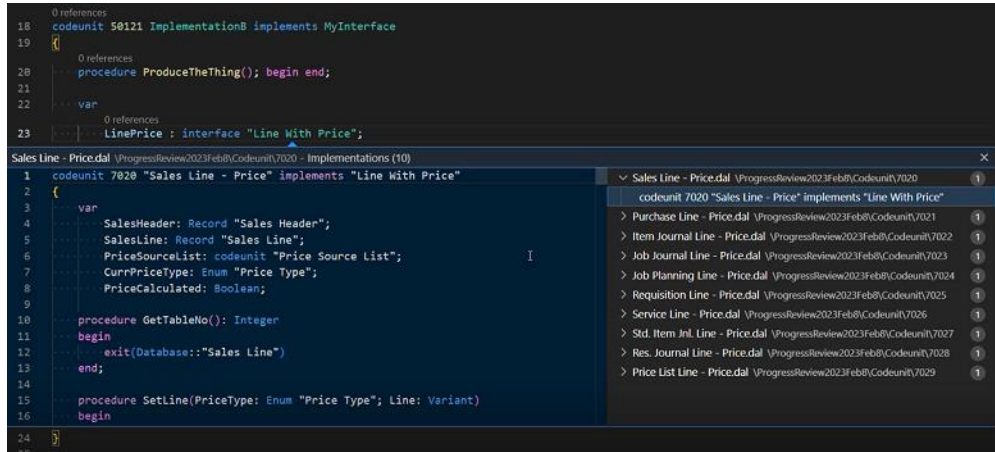 0 references
18 codeunit 50121 ImplementationB implements MyInterface
19 {
0 references
20 procedure ProduceTheThing(); begin end;
21
22 var
0 references
23 LinePrice : interface "Line With Price";
Sales Line - Price.dal \ProgressReview2023Feb8\Codeunit\7020 - Implementations (10)
1 codeunit 7020 "Sales Line - Price" implements "Line With Price"
2 {
3 var
4 SalesHeader: Record "Sales Header";
5 SalesLine: Record "Sales Line";
6 PriceSourceList: codeunit "Price Source List";
7 CurrPriceType: Enum "Price Type";
8 PriceCalculated: Boolean;
9
10 procedure GetTableNo(): Integer
11 begin
12 exit(Database::"Sales Line")
13 end;
14
15 procedure SetLine(PriceType: Enum "Price Type"; Line: Variant)
16 begin
Sales Line - Price.dal \ProgressReview2023Feb8\Codeunit\7020 1
codeunit 7020 "Sales Line - Price" implements "Line With Price"
Purchase Line - Price.dal \ProgressReview2023Feb8\Codeunit\7021 1
Item Journal Line - Price.dal \ProgressReview2023Feb8\Codeunit\7022 1
Job Journal Line - Price.dal \ProgressReview2023Feb8\Codeunit\7023 1
Job Planning Line - Price.dal \ProgressReview2023Feb8\Codeunit\7024 1
Requisition Line - Price.dal \ProgressReview2023Feb8\Codeunit\7025 1
Service Line - Price.dal \ProgressReview2023Feb8\Codeunit\7026 1
Std. Item Jnl. Line - Price.dal \ProgressReview2023Feb8\Codeunit\7027 1
Res. Journal Line - Price.dal \ProgressReview2023Feb8\Codeunit\7028 1
Price List Line - Price.dal \ProgressReview2023Feb8\Codeunit\7029 1
24 }